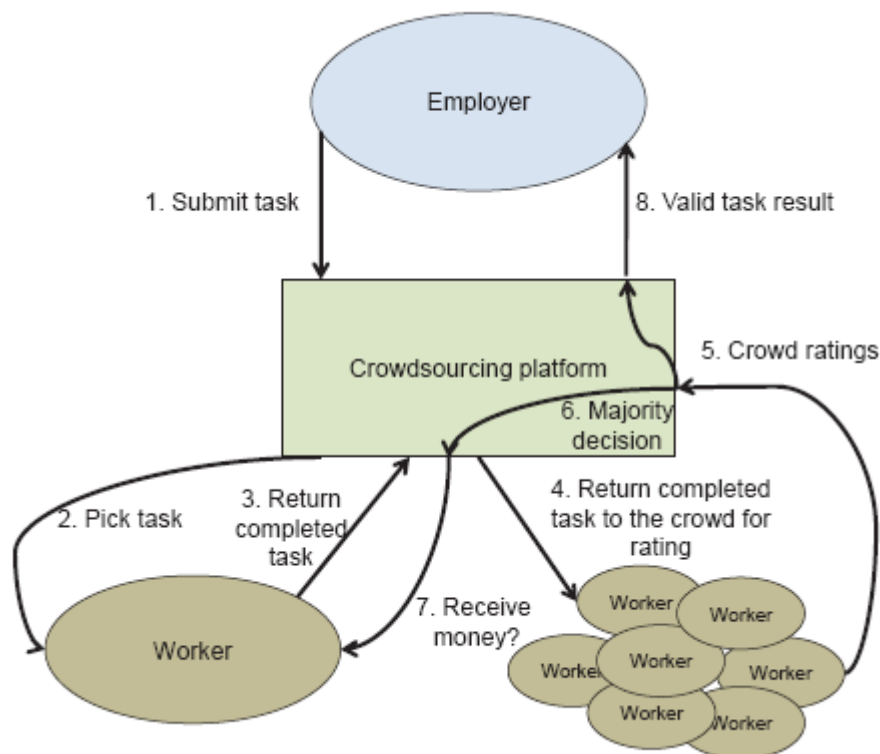 Employer
1. Submit task
8. Valid task result
Crowdsourcing platform
5. Crowd ratings
6. Majority
decision
2. Pick task
3. Return
completed
task
4. Return completed
task to the crowd for
rating
7. Receive
money?
Worker
Worker
Worker
Worker
Worker
Worker
Worker
Worker